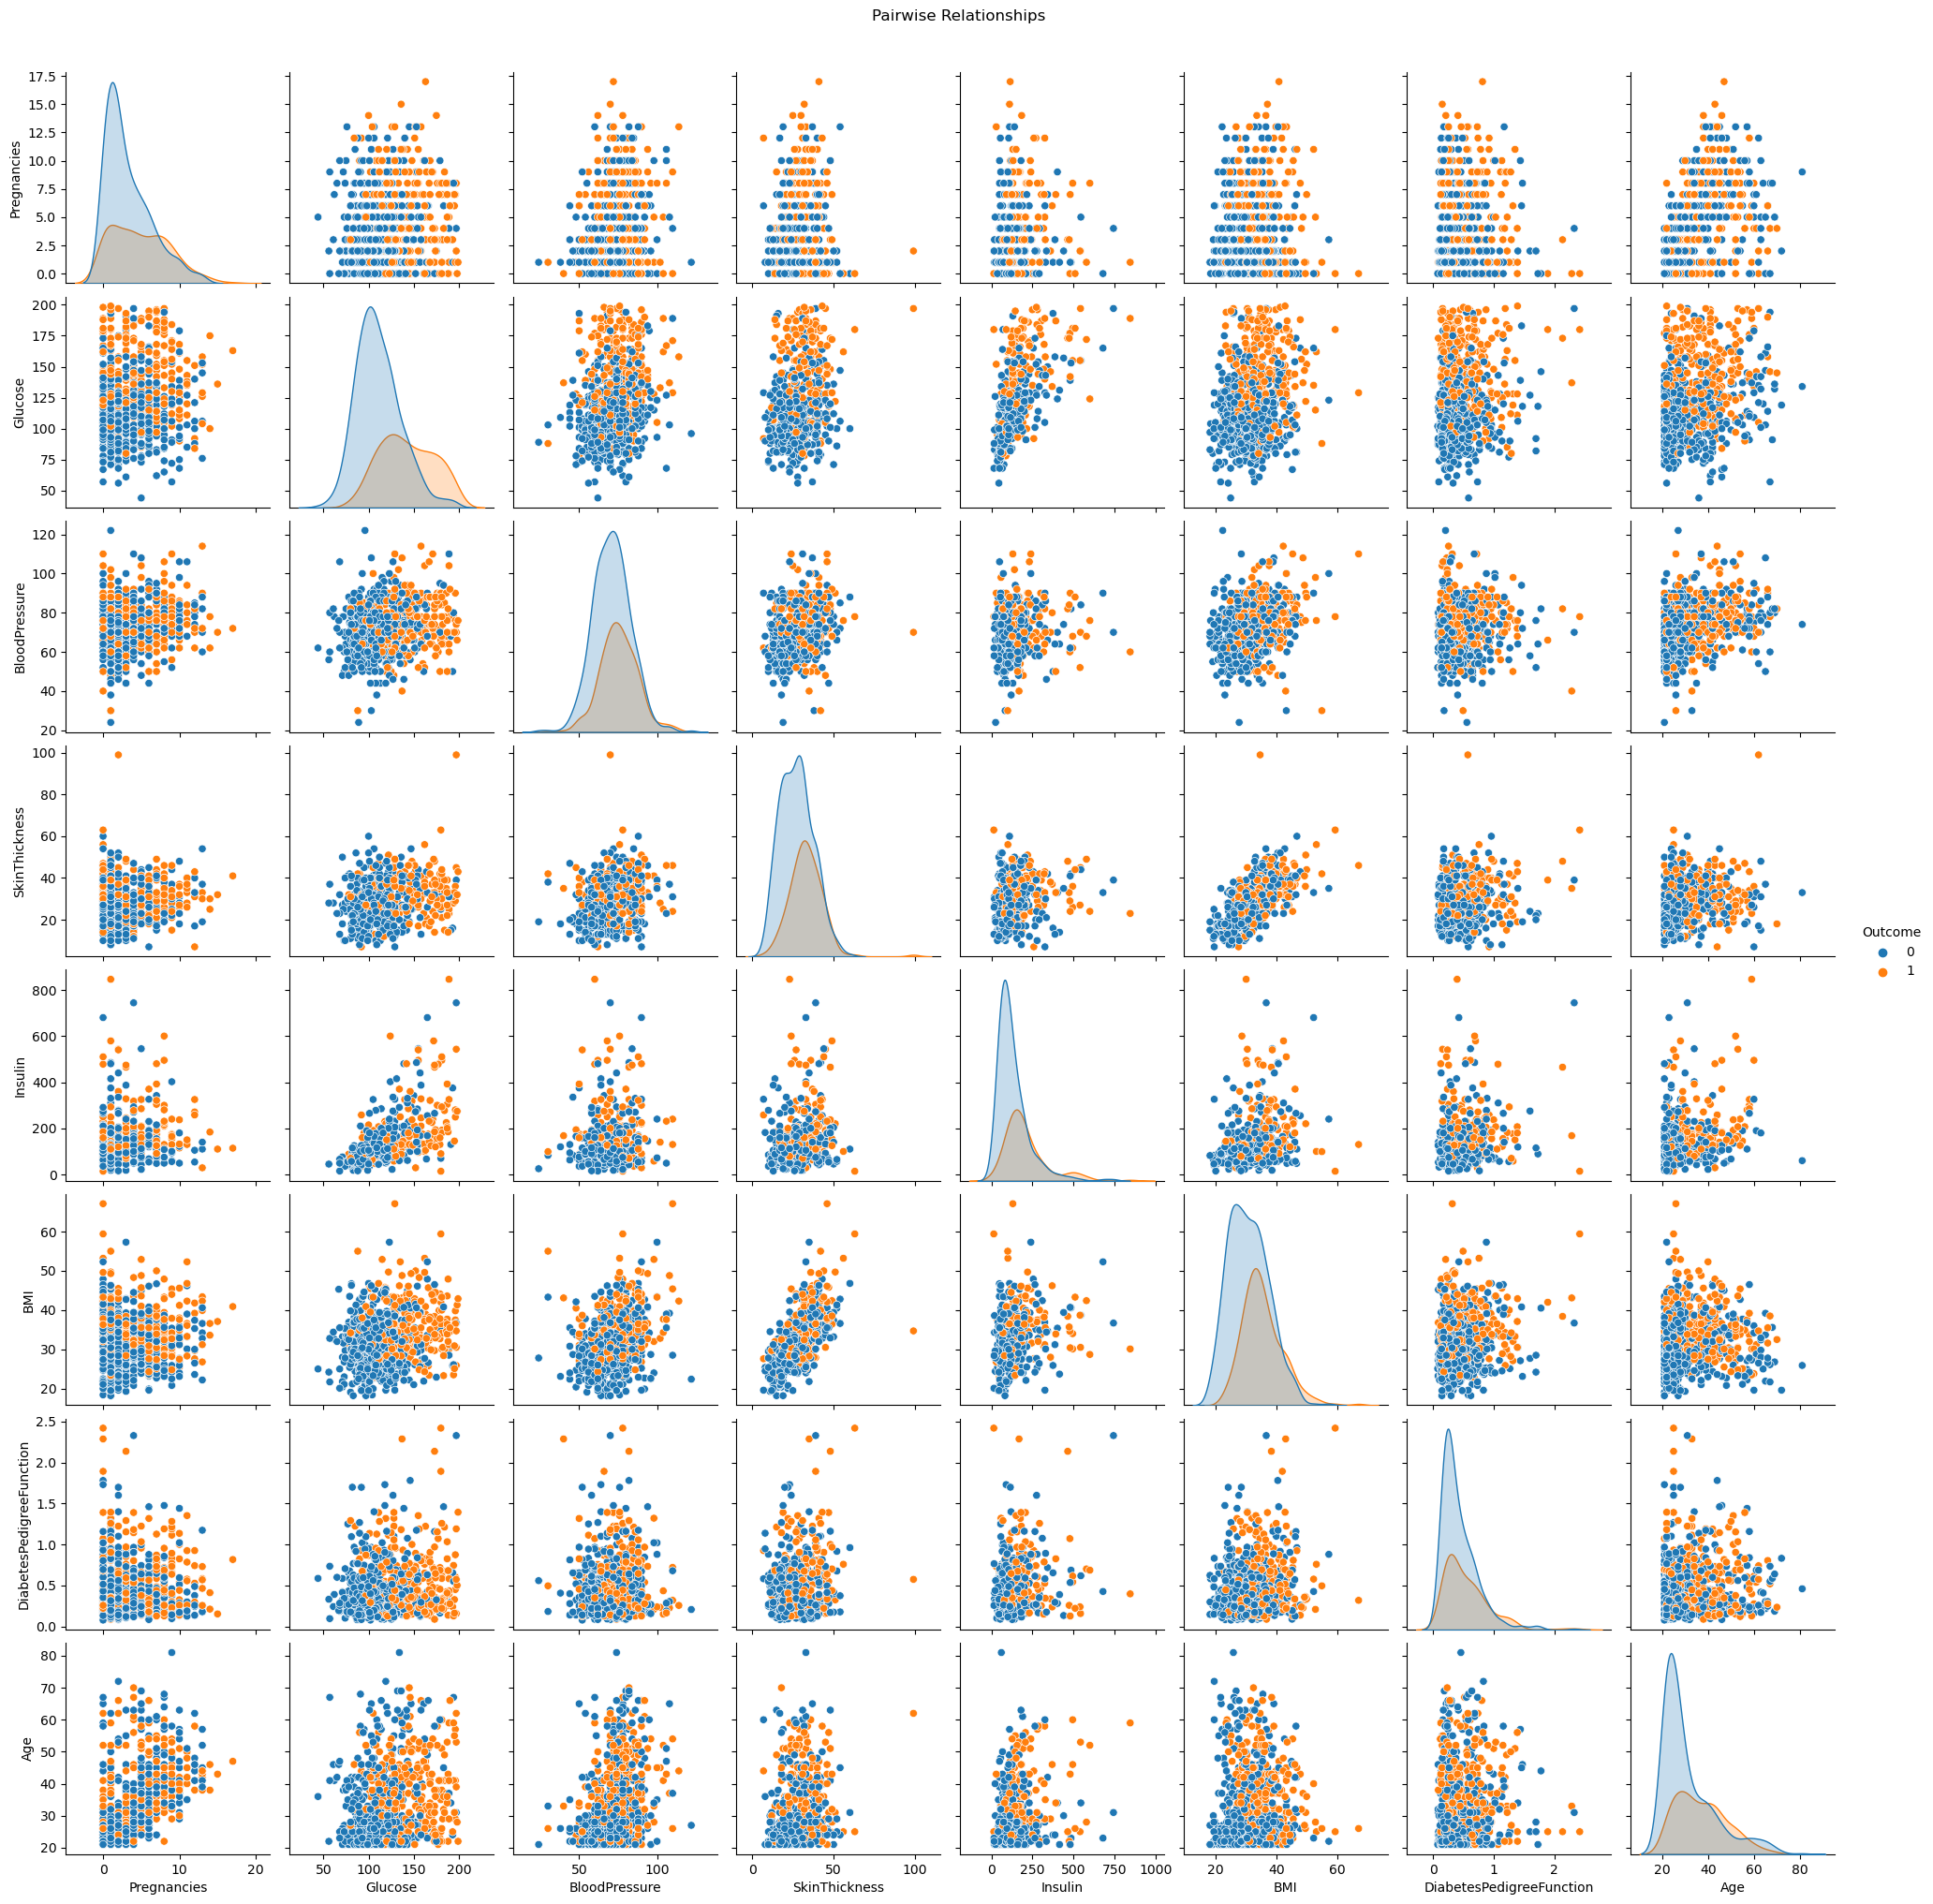 Pairwise Relationships
17.5
15.0
12.5
10.0
7.5
5.0
2.5
0.0
Pregnancies
200
175
150
125
100
75
50
Glucose
120
100
80
60
40
20
BloodPressure
100
80
60
40
20
SkinThickness
Outcome
0
1
800
600
400
200
0
Insulin
60
50
40
30
20
BMI
2.5
2.0
1.5
1.0
0.5
0.0
DiabetesPedigreeFunction
80
70
60
50
40
30
20
Age
0 10 20
Pregnancies
50 100 150 200
Glucose
50 100
BloodPressure
0 50 100
SkinThickness
0 250 500 750 1000
Insulin
20 40 60
BMI
0 1 2
DiabetesPedigreeFunction
20 40 60 80
Age